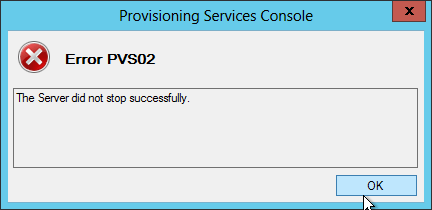 Provisioning Services Console
x
Error PVS02
The Server did not stop successfully.
OK